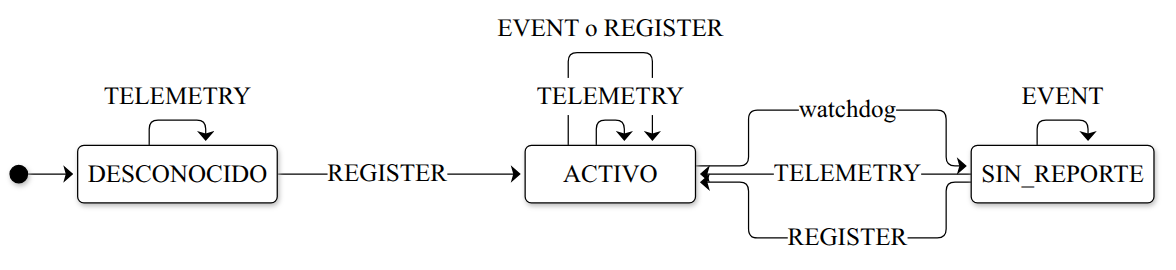 EVENT o REGISTER
TELEMETRY
TELEMETRY
EVENT
watchdog
DESCONOCIDO
REGISTER
ACTIVO
TELEMETRY
SIN_REPORTE
REGISTER